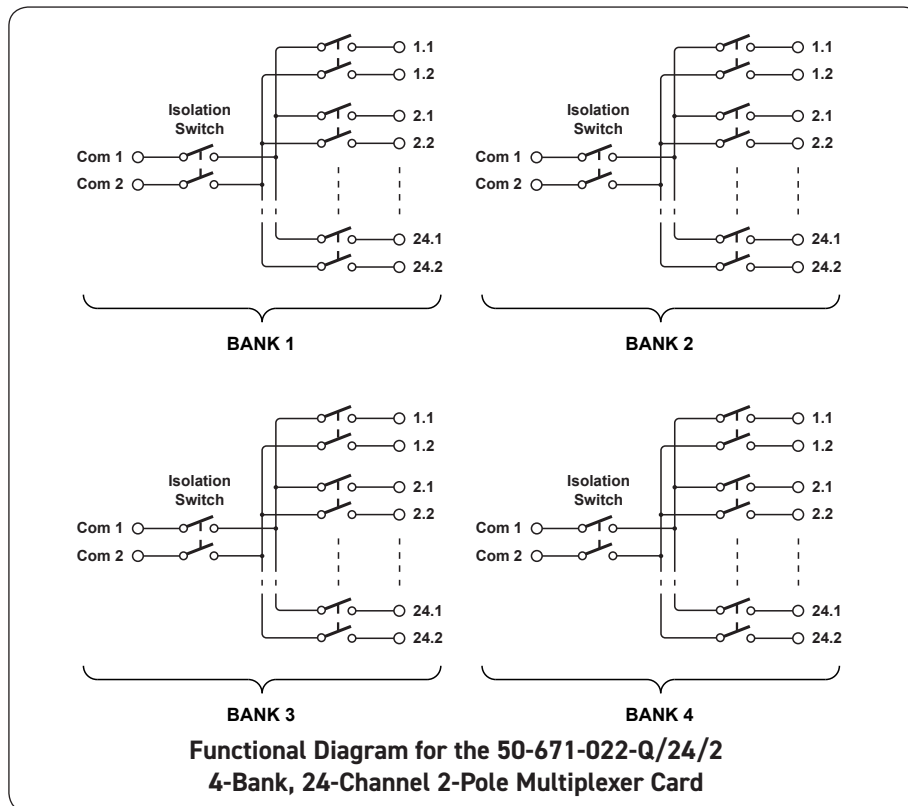 1.1
1.2
Isolation
Switch
2.1
2.2
Com 1
Com 2
24.1
24.2
BANK 1
1.1
1.2
Isolation
Switch
2.1
2.2
Com 1
Com 2
24.1
24.2
BANK 2
1.1
1.2
Isolation
Switch
2.1
2.2
Com 1
Com 2
24.1
24.2
BANK 3
1.1
1.2
Isolation
Switch
2.1
2.2
Com 1
Com 2
24.1
24.2
BANK 4
Functional Diagram for the 50-671-022-Q/24/2
4-Bank, 24-Channel 2-Pole Multiplexer Card